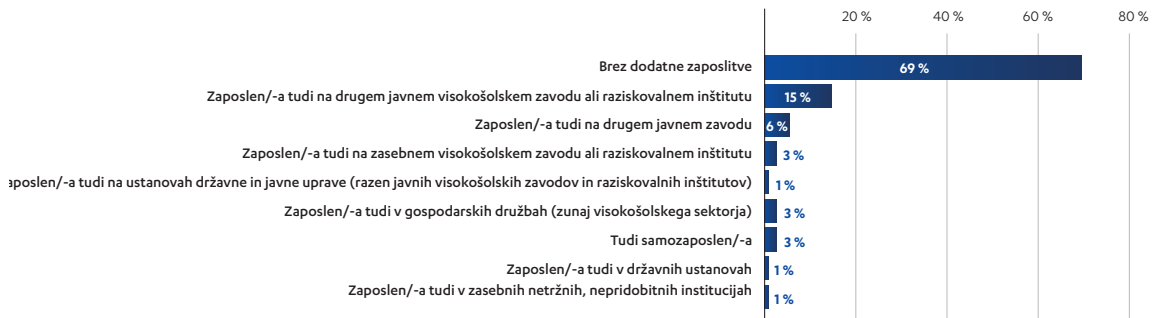 20 % 40 % 60 % 80 %
Brez dodatne zaposlitve 69 %
Zaposlen/-a tudi na drugem javnem visokošolskem zavodu ali raziskovalnem inštitutu 15 %
Zaposlen/-a tudi na drugem javnem zavodu 6 %
Zaposlen/-a tudi na zasebnem visokošolskem zavodu ali raziskovalnem inštitutu 3 %
aposlen/-a tudi na ustanovah državne in javne uprave (razen javnih visokošolskih zavodov in raziskovalnih inštitutov) 1 %
Zaposlen/-a tudi v gospodarskih družbah (zunaj visokošolskega sektorja) 3 %
Tudi samozaposlen/-a 3 %
Zaposlen/-a tudi v državnih ustanovah 1 %
Zaposlen/-a tudi v zasebnih netržnih, nepridobitnih institucijah 1 %